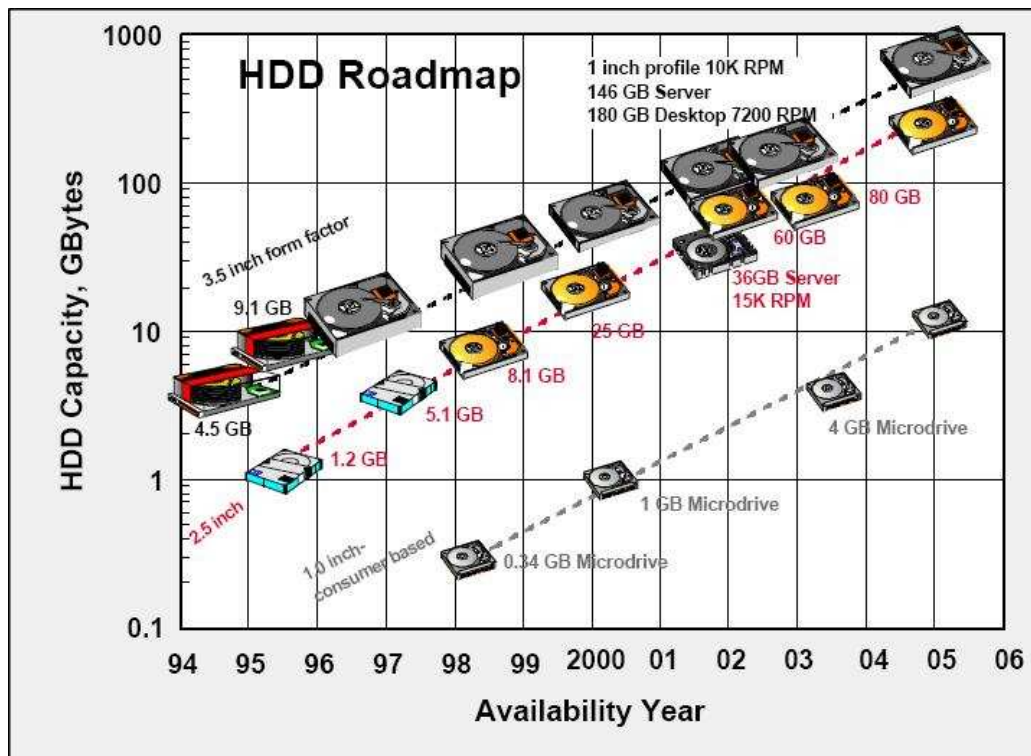 HDD Roadmap
1 inch profile 10K RPM
146 GB Server
180 GB Desktop 7200 RPM
HDD Capacity, GBytes
1000
100
10
1
0.1
3.5 inch form factor
9.1 GB
4.5 GB
80 GB
60 GB
36GB Server
15K RPM
25 GB
8.1 GB
5.1 GB
1.2 GB
2.5 inch
4 GB Microdrive
1 GB Microdrive
0.34 GB Microdrive
1.0 inch-
consumer based
94 95 96 97 98 99 2000 01 02 03 05 06
Availability Year